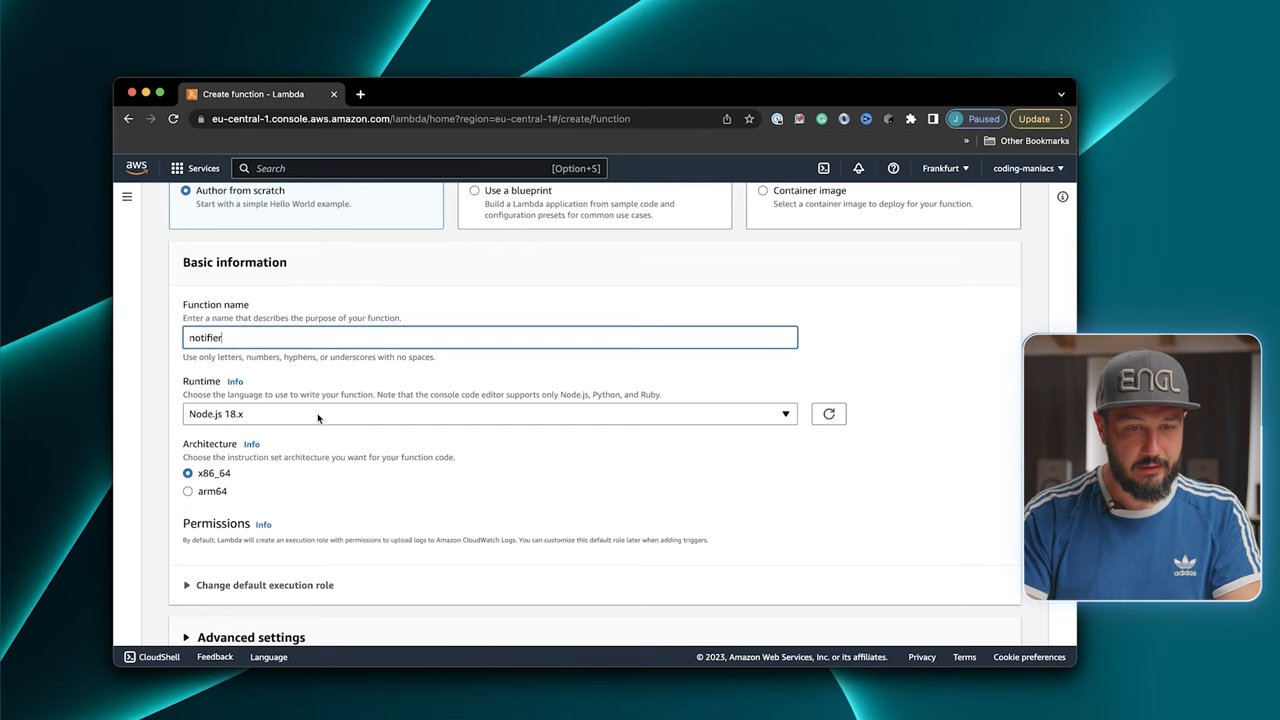 Create function - Lambda
eu-central-1.console.aws.amazon.com/lambda/home?region=eu-central-1#/create/function
J Paused
Update
»
Other Bookmarks
aws
Services
Search
[Option+S]
Frankfurt
coding-maniacs
Author from scratch
Start with a simple Hello World example.
Use a blueprint
Build a Lambda application from sample code and
configuration presets for common use cases.
Container image
Select a container image to deploy for your function.
Basic information
Function name
Enter a name that describes the purpose of your function.
notifier
Use only letters, numbers, hyphens, or underscores with no spaces.
Runtime Info
Choose the language to use to write your function. Note that the console code editor supports only Node.js, Python, and Ruby.
Node.js 18.x
Architecture Info
Choose the instruction set architecture you want for your function code.
x86_64
arm64
Permissions Info
By default, Lambda will create an execution role with permissions to upload logs to Amazon CloudWatch Logs. You can customize this default role later when adding triggers.
Change default execution role
Advanced settings
CloudShell
Feedback
Language
© 2023, Amazon Web Services, Inc. or its affiliates.
Privacy
Terms
Cookie preferences
ENGL
adidas